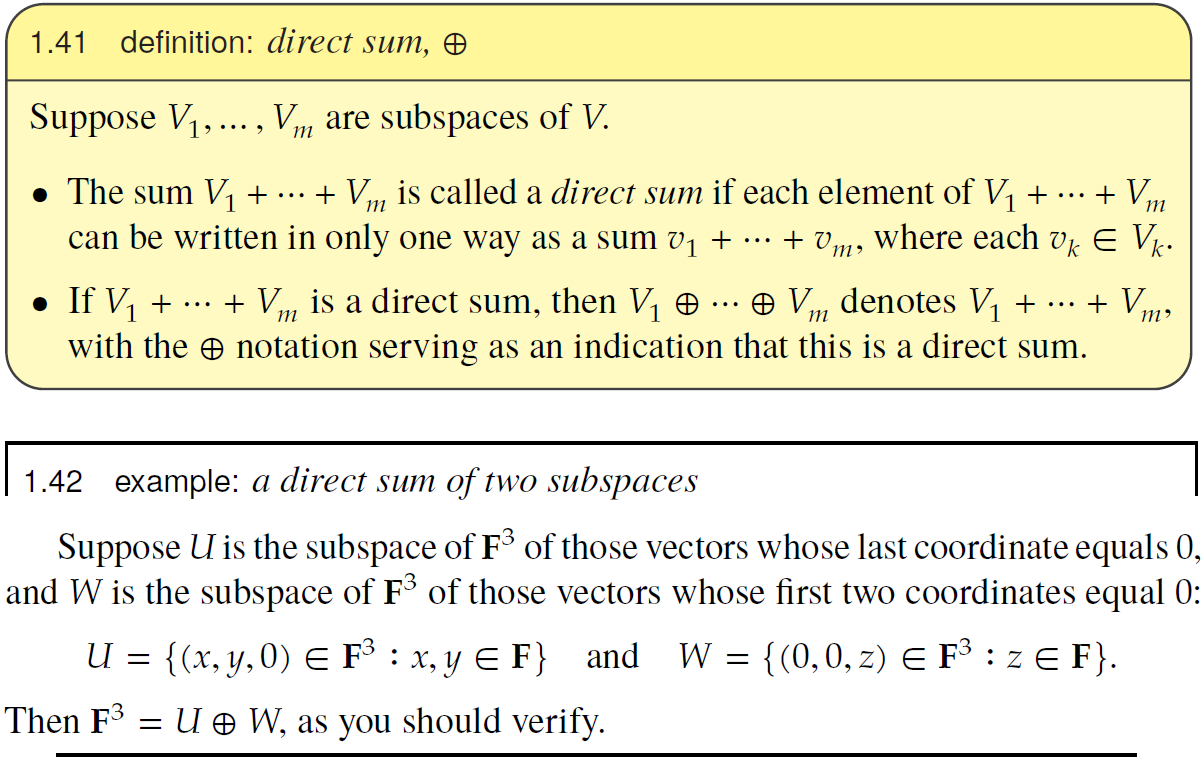 1.41 definition: direct sum, ⊕
Suppose V₁, … , Vₘ are subspaces of V.
• The sum V₁ + ⋯ + Vₘ is called a direct sum if each element of V₁ + ⋯ + Vₘ
can be written in only one way as a sum v₁ + ⋯ + vₘ, where each vₖ ∈ Vₖ.
• If V₁ + ⋯ + Vₘ is a direct sum, then V₁ ⊕ ⋯ ⊕ Vₘ denotes V₁ + ⋯ + Vₘ,
with the ⊕ notation serving as an indication that this is a direct sum.
1.42 example: a direct sum of two subspaces
Suppose U is the subspace of F³ of those vectors whose last coordinate equals 0,
and W is the subspace of F³ of those vectors whose first two coordinates equal 0:
U = {(x, y, 0) ∈ F³ : x, y ∈ F} and W = {(0, 0, z) ∈ F³ : z ∈ F}.
Then F³ = U ⊕ W, as you should verify.